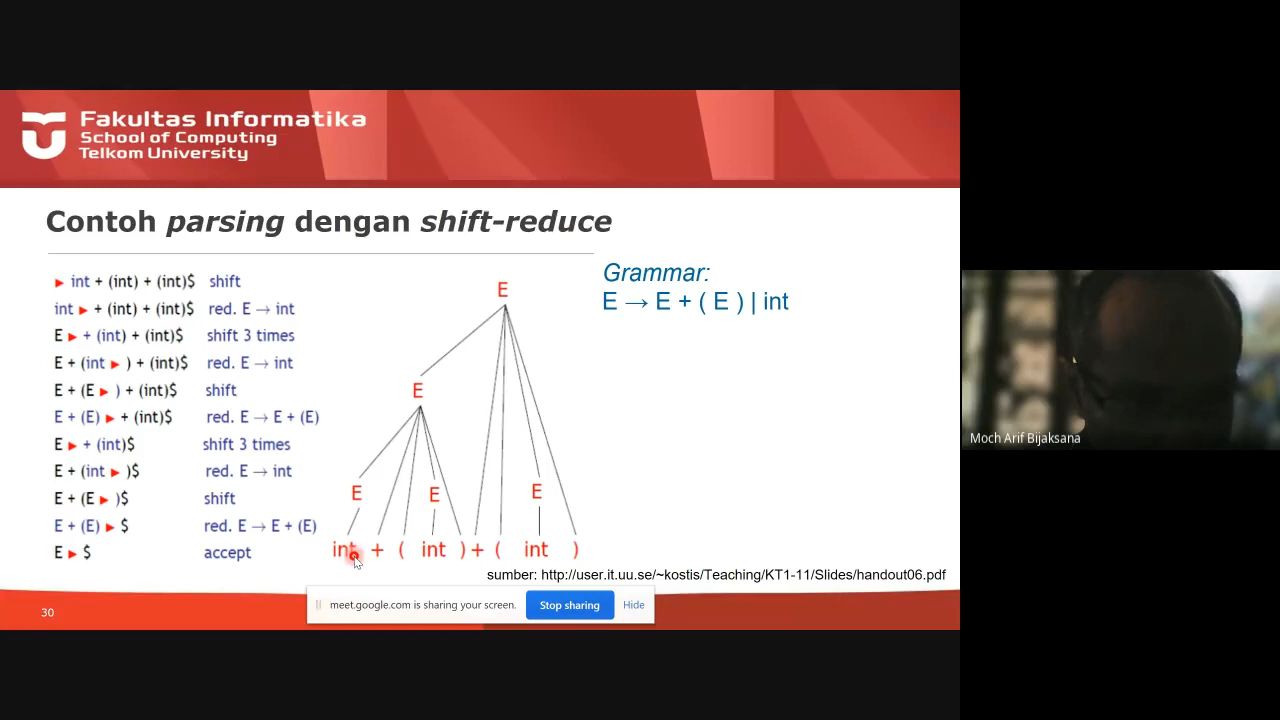 Fakultas Informatika
School of Computing
Telkom University
Contoh parsing dengan shift-reduce
► int + (int) + (int)$ shift
int ► + (int) + (int)$ red. E → int
E ► + (int) + (int)$ shift 3 times
E + (int ► ) + (int)$ red. E → int
E + (E ► ) + (int)$ shift
E + (E) ► + (int)$ red. E → E + (E)
E ► + (int)$ shift 3 times
E + (int ► )$ red. E → int
E + (E ► )$ shift
E + (E) ► $ red. E → E + (E)
E ► $ accept
E
E
E E E
int + ( int ) + ( int )
Grammar:
E → E + ( E ) | int
sumber: http://user.it.uu.se/~kostis/Teaching/KT1-11/Slides/handout06.pdf
30
meet.google.com is sharing your screen. Stop sharing Hide
Moch Arif Bijaksana